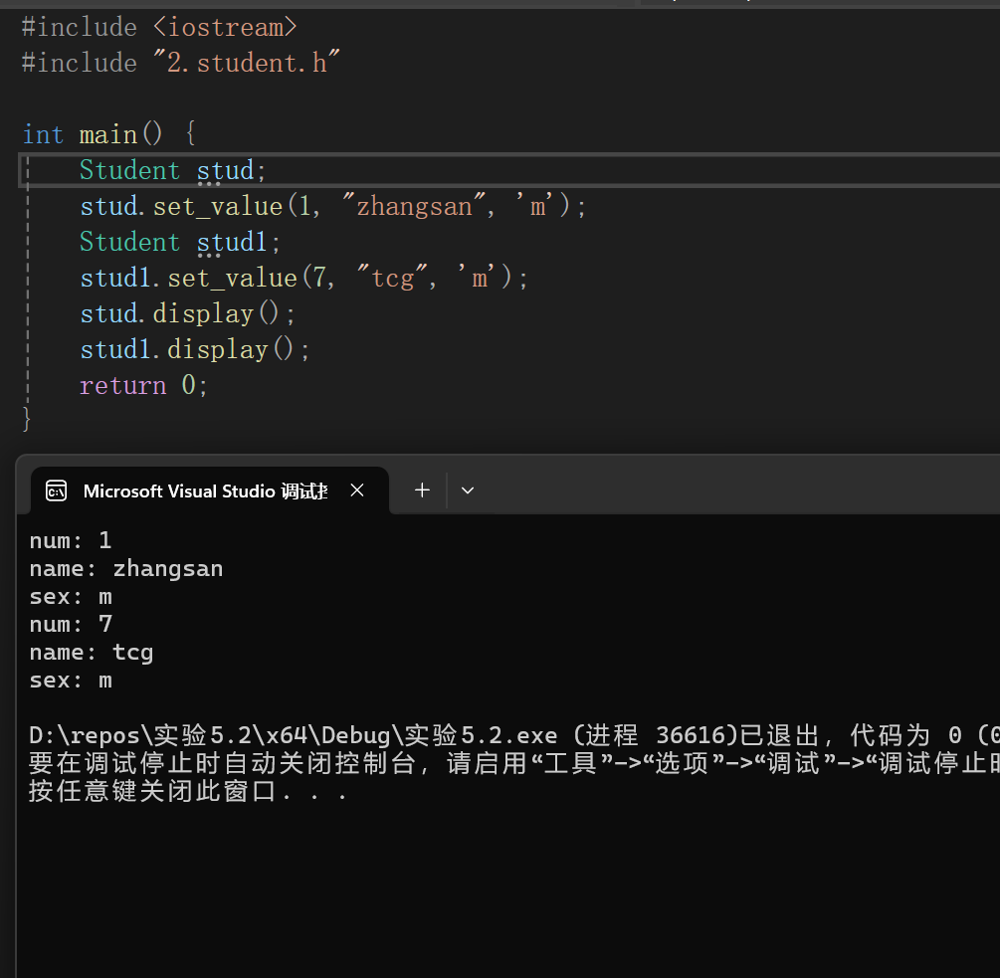 #include <iostream>
#include "2.student.h"
int main() {
Student stud;
stud.set_value(1, "zhangsan", 'm');
Student stud1;
stud1.set_value(7, "tcg", 'm');
stud.display();
stud1.display();
return 0;
}
Microsoft Visual Studio 调试
num: 1
name: zhangsan
sex: m
num: 7
name: tcg
sex: m
D:\repos\实验5.2\x64\Debug\实验5.2.exe (进程 36616)已退出，代码为 0 (0
要在调试停止时自动关闭控制台，请启用“工具”->“选项”->“调试”->“调试停止时
按任意键关闭此窗口. . .